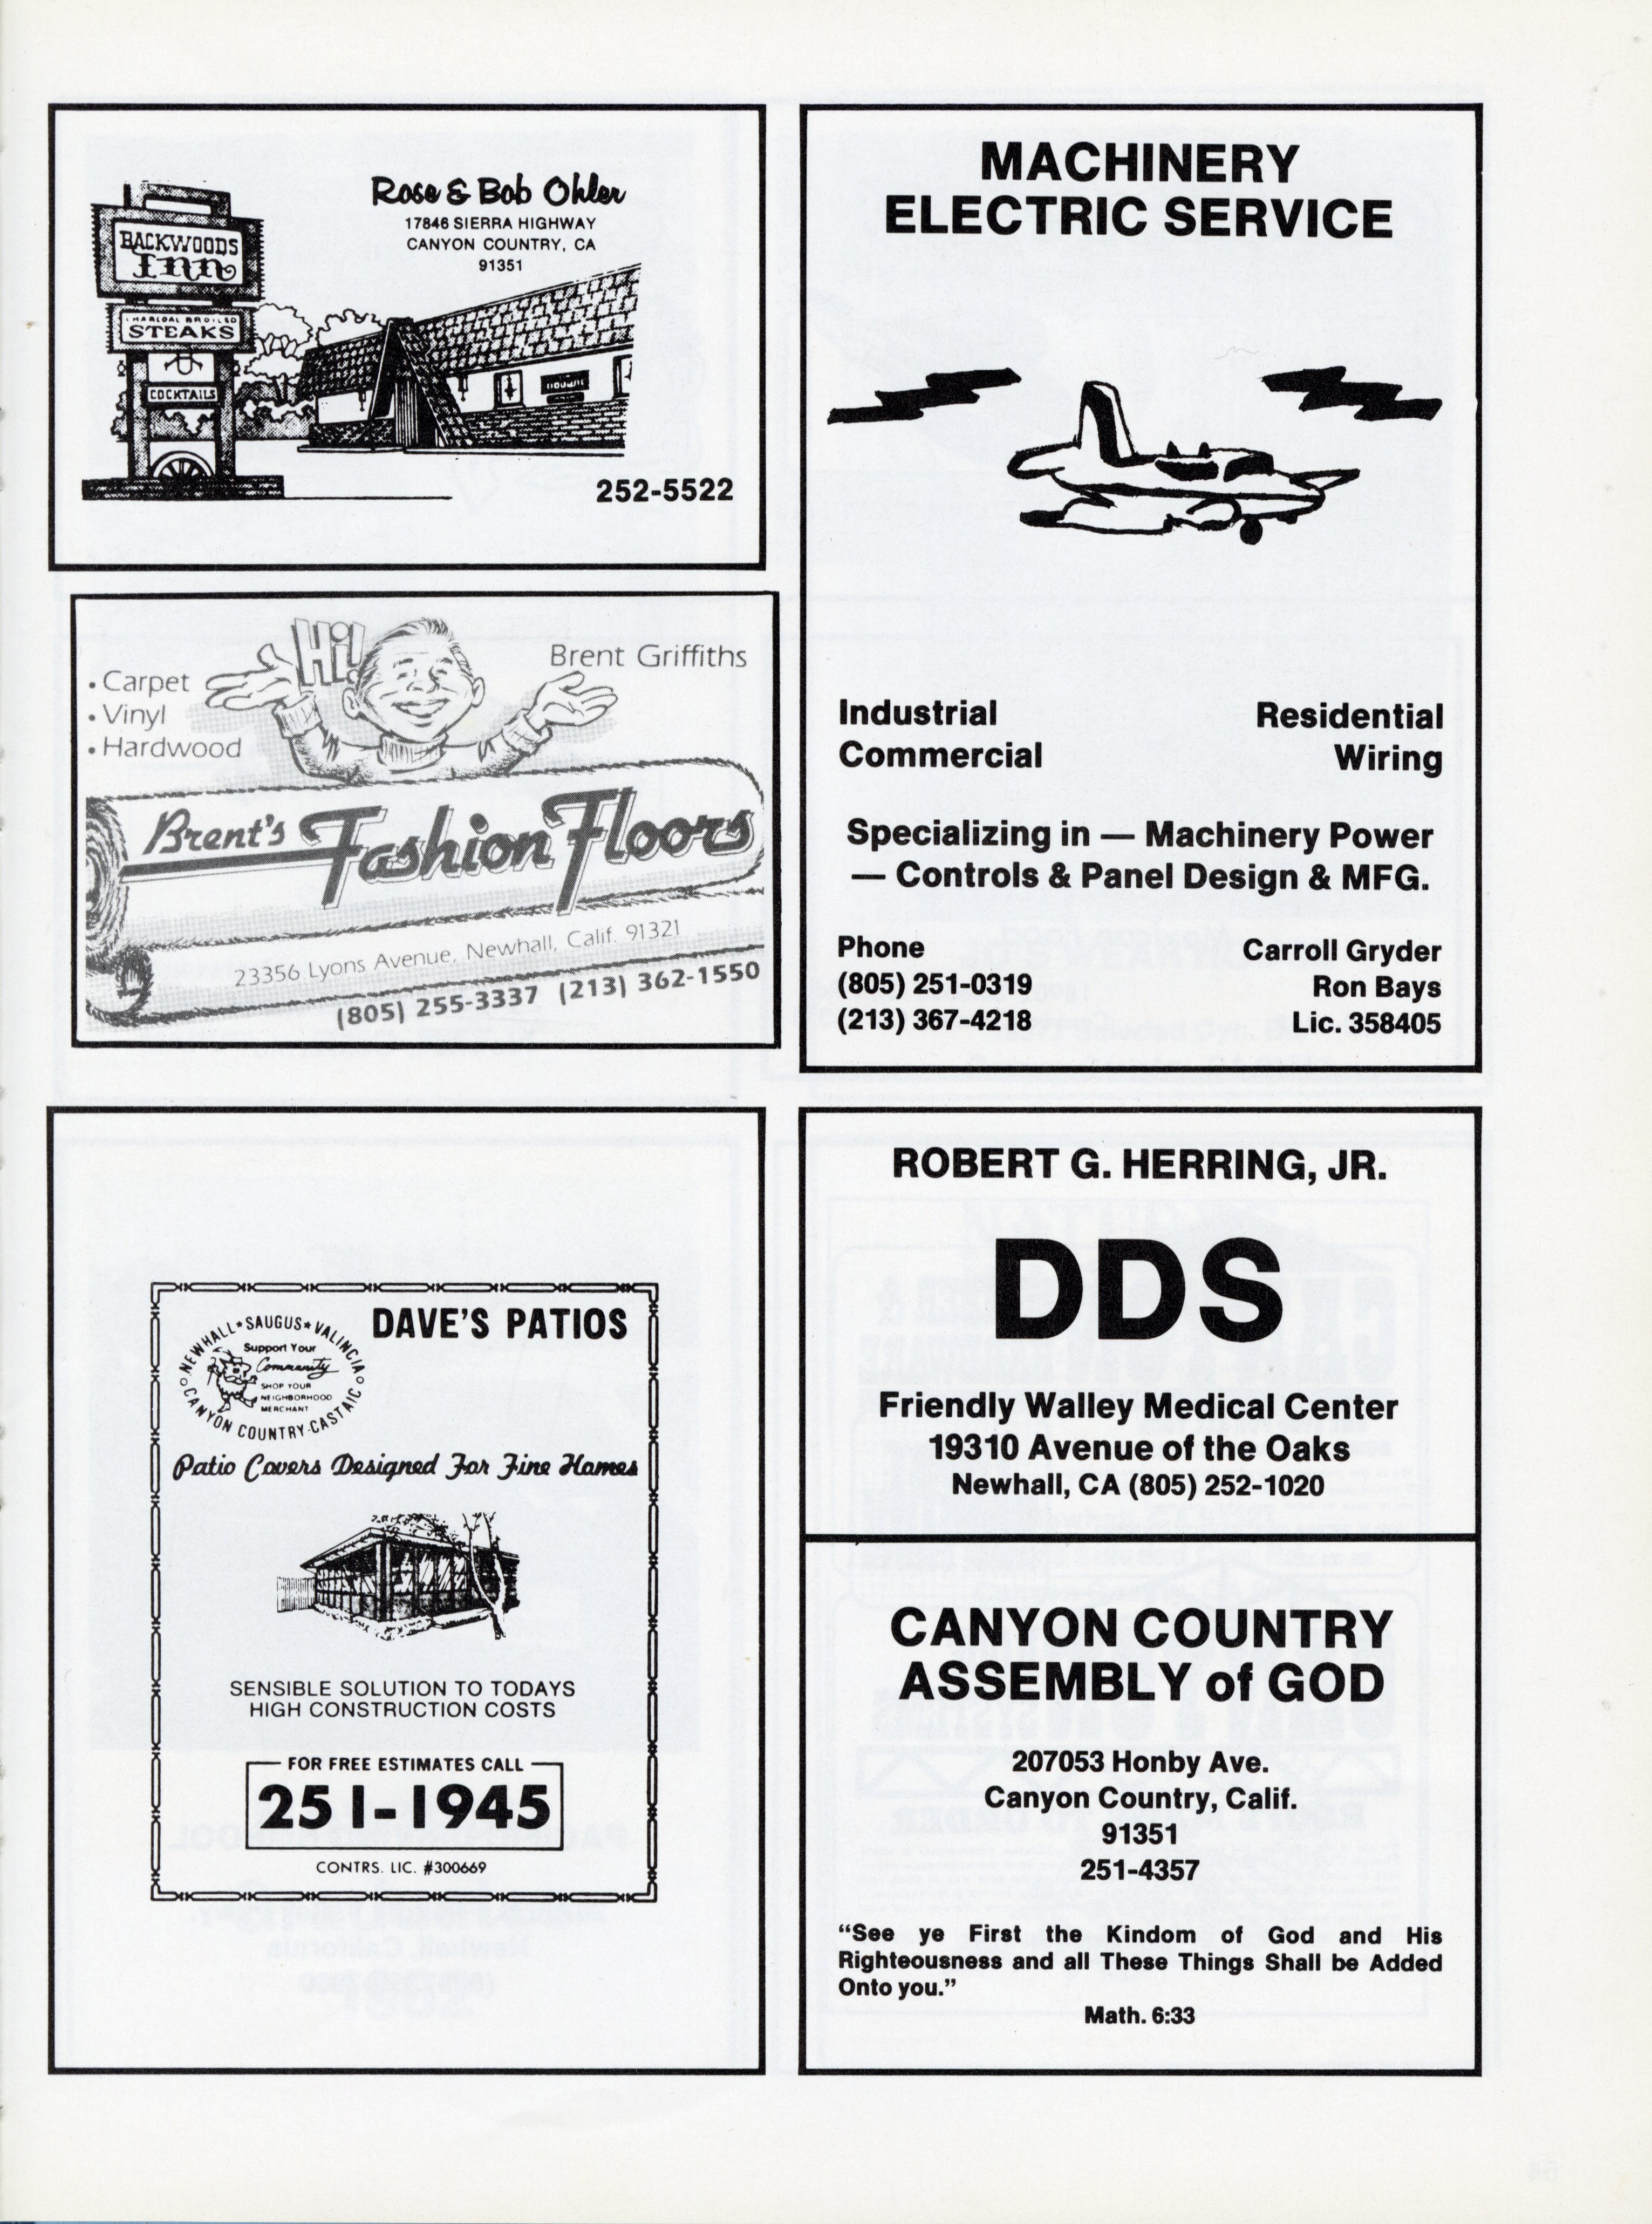 Rose & Bob Ohler
17846 SIERRA HIGHWAY
CANYON COUNTRY, CA
91351
BACKWOODS
Inn
CHARCOAL BROILED
STEAKS
COCKTAILS
252-5522
Hi!
Brent Griffiths
• Carpet
• Vinyl
• Hardwood
Brent's Fashion Floors
23356 Lyons Avenue, Newhall, Calif. 91321
(805) 255-3337 (213) 362-1550
MACHINERY
ELECTRIC SERVICE
Industrial Residential
Commercial Wiring
Specializing in — Machinery Power
— Controls & Panel Design & MFG.
Phone Carroll Gryder
(805) 251-0319 Ron Bays
(213) 367-4218 Lic. 358405
DAVE'S PATIOS
NEWHALL * SAUGUS * VALINCIA
Support Your
Community
SHOP YOUR
NEIGHBORHOOD
MERCHANT
CANYON COUNTRY-CASTAIC
Patio Covers Designed For Fine Homes
SENSIBLE SOLUTION TO TODAYS
HIGH CONSTRUCTION COSTS
FOR FREE ESTIMATES CALL
251-1945
CONTRS. LIC. #300669
ROBERT G. HERRING, JR.
DDS
Friendly Walley Medical Center
19310 Avenue of the Oaks
Newhall, CA (805) 252-1020
CANYON COUNTRY
ASSEMBLY of GOD
207053 Honby Ave.
Canyon Country, Calif.
91351
251-4357
“See ye First the Kindom of God and His
Righteousness and all These Things Shall be Added
Onto you.”
Math. 6:33